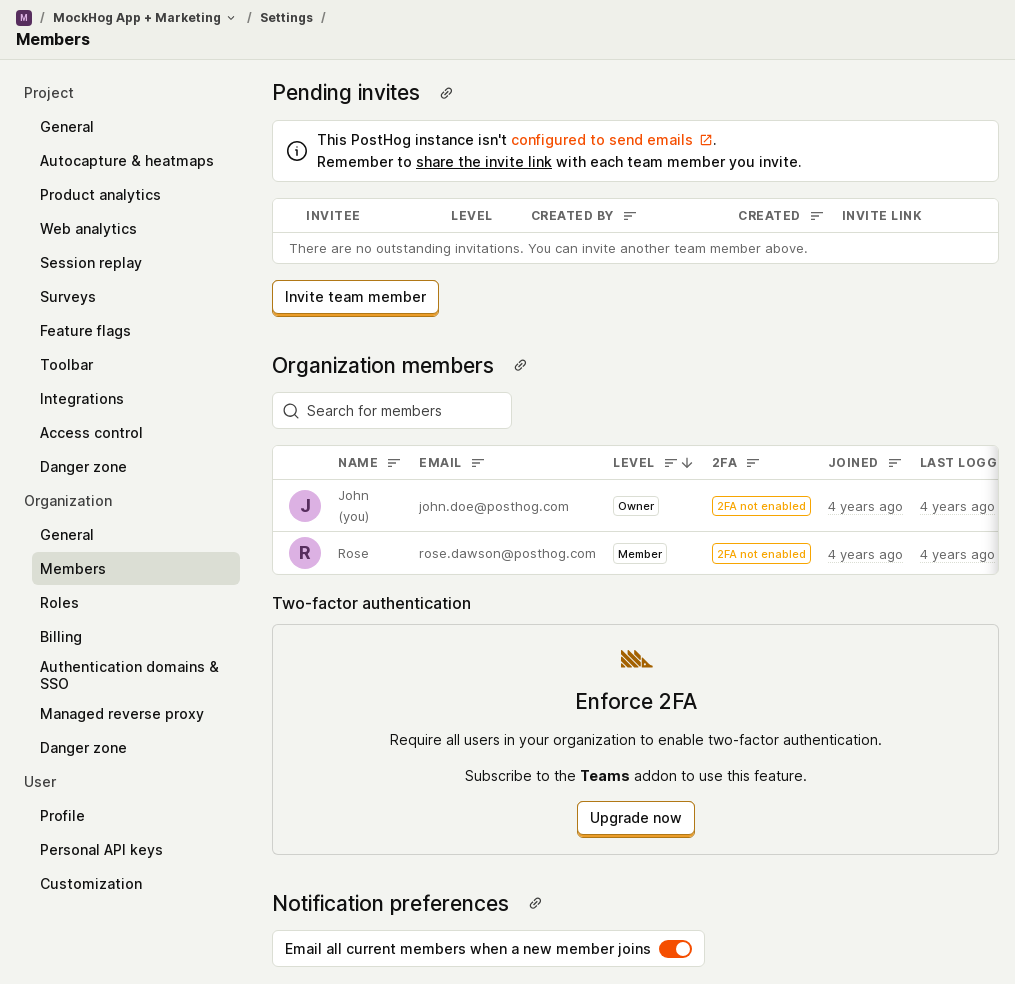 M / MockHog App + Marketing / Settings /
Members
Project
General
Autocapture & heatmaps
Product analytics
Web analytics
Session replay
Surveys
Feature flags
Toolbar
Integrations
Access control
Danger zone
Organization
General
Members
Roles
Billing
Authentication domains &
SSO
Managed reverse proxy
Danger zone
User
Profile
Personal API keys
Customization
Pending invites
This PostHog instance isn't configured to send emails.
Remember to share the invite link with each team member you invite.
INVITEE LEVEL CREATED BY CREATED INVITE LINK
There are no outstanding invitations. You can invite another team member above.
Invite team member
Organization members
Search for members
NAME EMAIL LEVEL 2FA JOINED LAST LOGG
J John (you) john.doe@posthog.com Owner 2FA not enabled 4 years ago 4 years ago
R Rose rose.dawson@posthog.com Member 2FA not enabled 4 years ago 4 years ago
Two-factor authentication
Enforce 2FA
Require all users in your organization to enable two-factor authentication.
Subscribe to the Teams addon to use this feature.
Upgrade now
Notification preferences
Email all current members when a new member joins